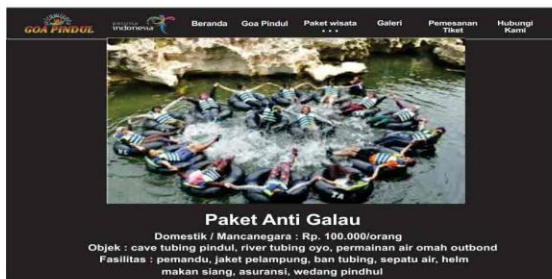 GOA PINDUL
pesona
indonesia
Beranda
Goa Pindul
Paket wisata
Galeri
Pemesanan
Tiket
Hubungi
Kami
Paket Anti Galau
Domestik / Mancanegara : Rp. 100.000/orang
Objek : cave tubing pindul, river tubing oyo, permainan air omah outbond
Fasilitas : pemandu, jaket pelampung, ban tubing, sepatu air, helm
makan siang, asuransi, wedang pindhul